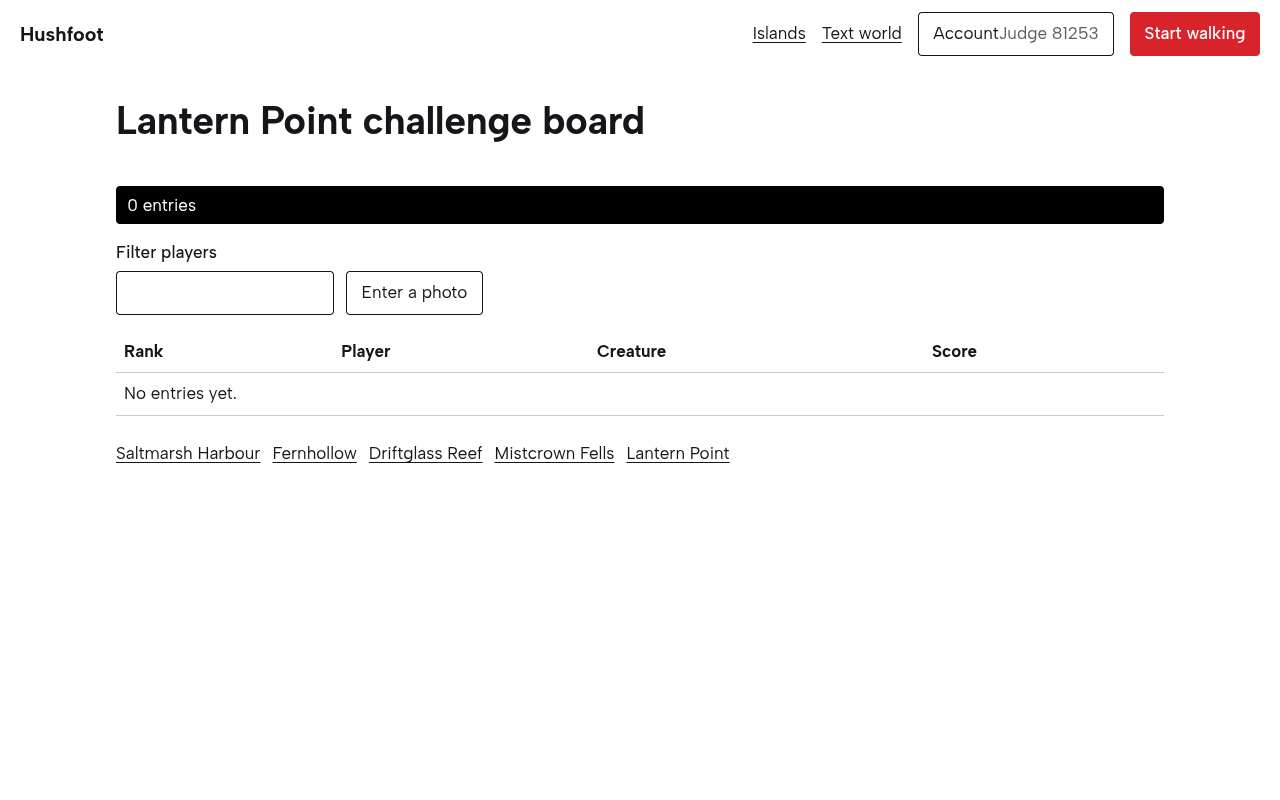 Hushfoot
Islands Text world AccountJudge 81253 Start walking
Lantern Point challenge board
0 entries
Filter players
Enter a photo
Rank Player Creature Score
No entries yet.
Saltmarsh Harbour Fernhollow Driftglass Reef Mistcrown Fells Lantern Point